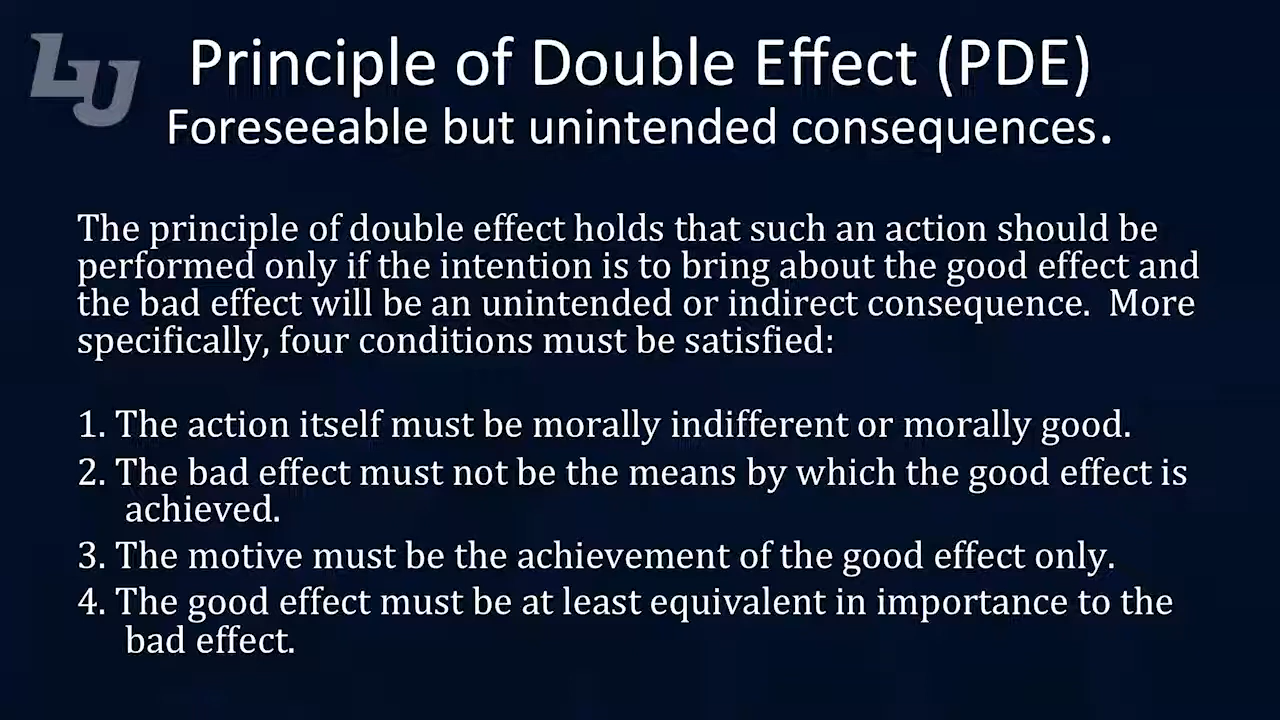 LU
Principle of Double Effect (PDE)
Foreseeable but unintended consequences.
The principle of double effect holds that such an action should be
performed only if the intention is to bring about the good effect and
the bad effect will be an unintended or indirect consequence.  More
specifically, four conditions must be satisfied:
1. The action itself must be morally indifferent or morally good.
2. The bad effect must not be the means by which the good effect is
achieved.
3. The motive must be the achievement of the good effect only.
4. The good effect must be at least equivalent in importance to the
bad effect.